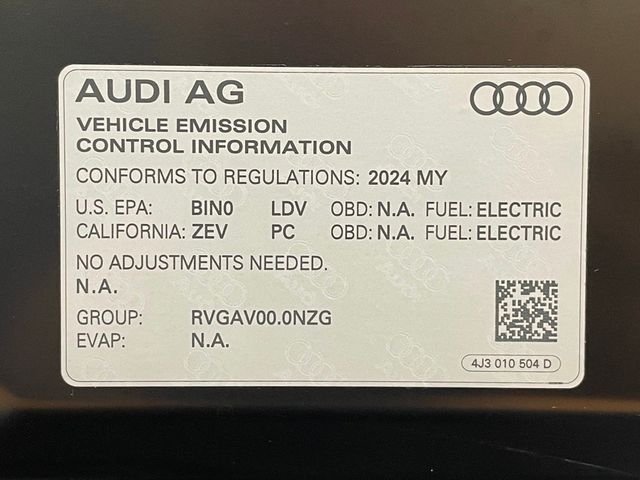 AUDI AG
VEHICLE EMISSION
CONTROL INFORMATION
CONFORMS TO REGULATIONS: 2024 MY
U.S. EPA: BIN0 LDV OBD: N.A. FUEL: ELECTRIC
CALIFORNIA: ZEV PC OBD: N.A. FUEL: ELECTRIC
NO ADJUSTMENTS NEEDED.
N.A.
GROUP: RVGAV00.0NZG
EVAP: N.A.
4J3 010 504 D